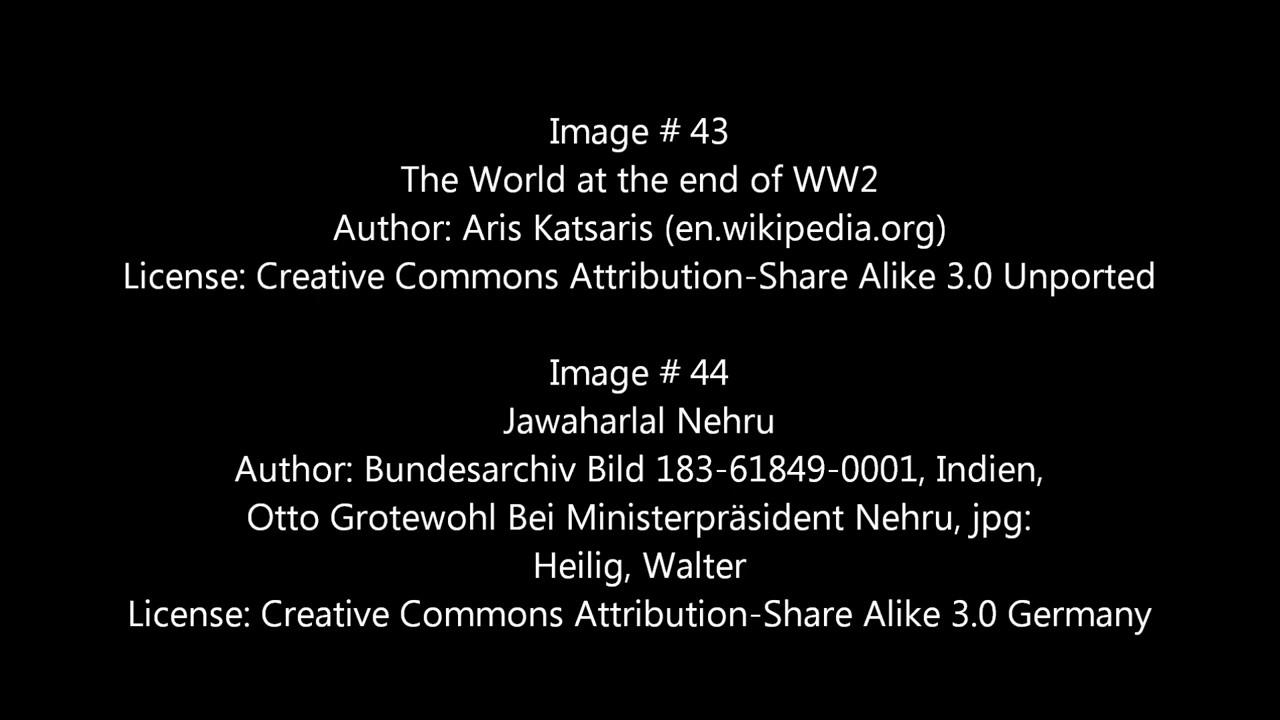 Image # 43
The World at the end of WW2
Author: Aris Katsaris (en.wikipedia.org)
License: Creative Commons Attribution-Share Alike 3.0 Unported
Image # 44
Jawaharlal Nehru
Author: Bundesarchiv Bild 183-61849-0001, Indien,
Otto Grotewohl Bei Ministerpräsident Nehru, jpg:
Heilig, Walter
License: Creative Commons Attribution-Share Alike 3.0 Germany